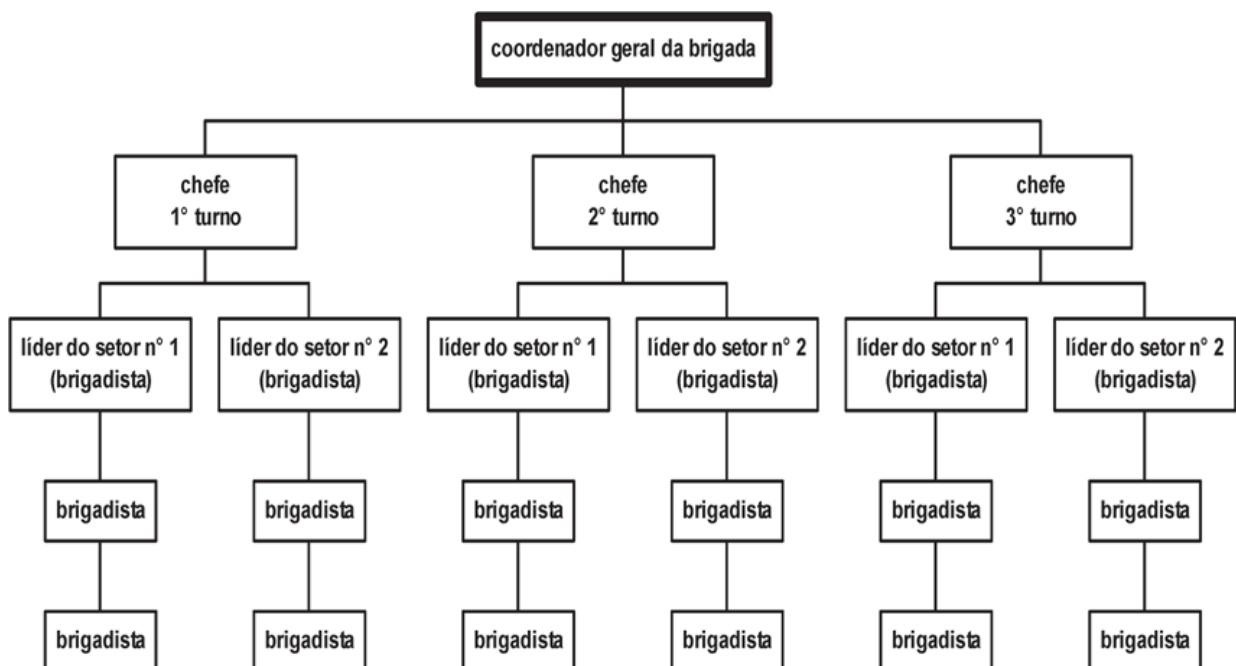 coordenador geral da brigada
chefe
1° turno
chefe
2° turno
chefe
3° turno
líder do setor n° 1
(brigadista)
líder do setor n° 2
(brigadista)
líder do setor n° 1
(brigadista)
líder do setor n° 2
(brigadista)
líder do setor n° 1
(brigadista)
líder do setor n° 2
(brigadista)
brigadista
brigadista
brigadista
brigadista
brigadista
brigadista
brigadista
brigadista
brigadista
brigadista
brigadista
brigadista